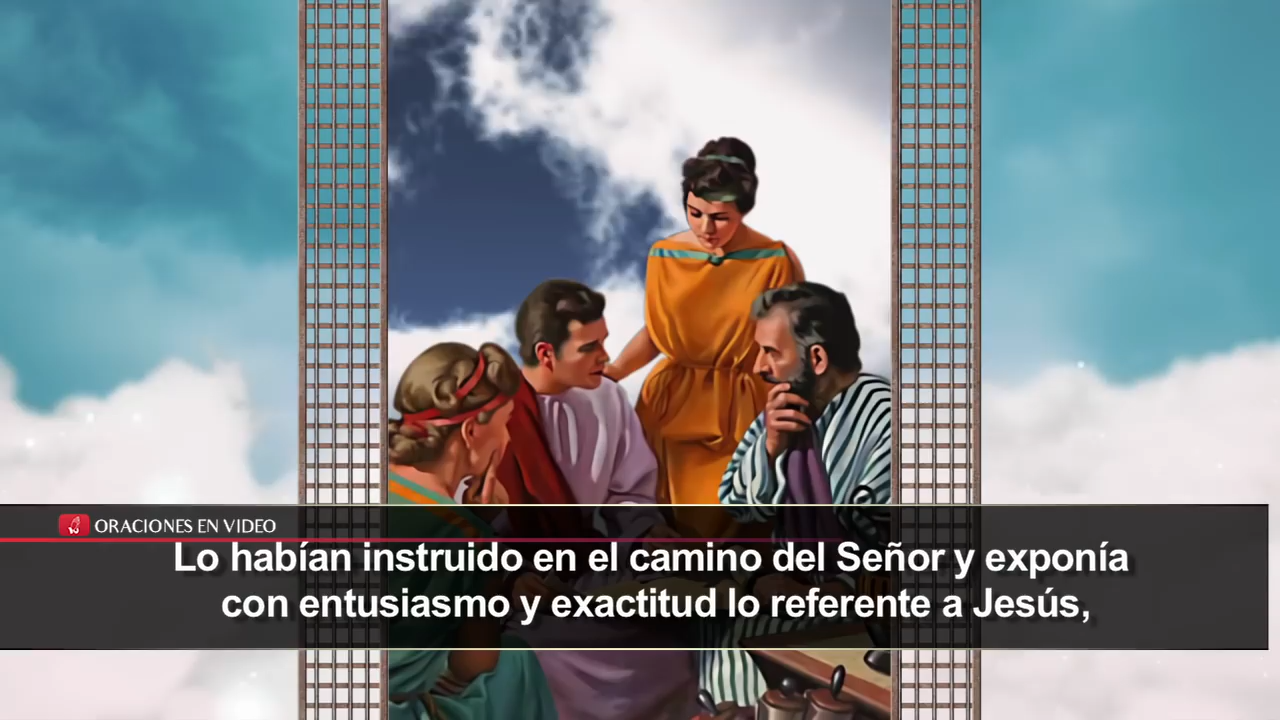 ORACIONES EN VIDEO
Lo habían instruido en el camino del Señor y exponía
con entusiasmo y exactitud lo referente a Jesús,